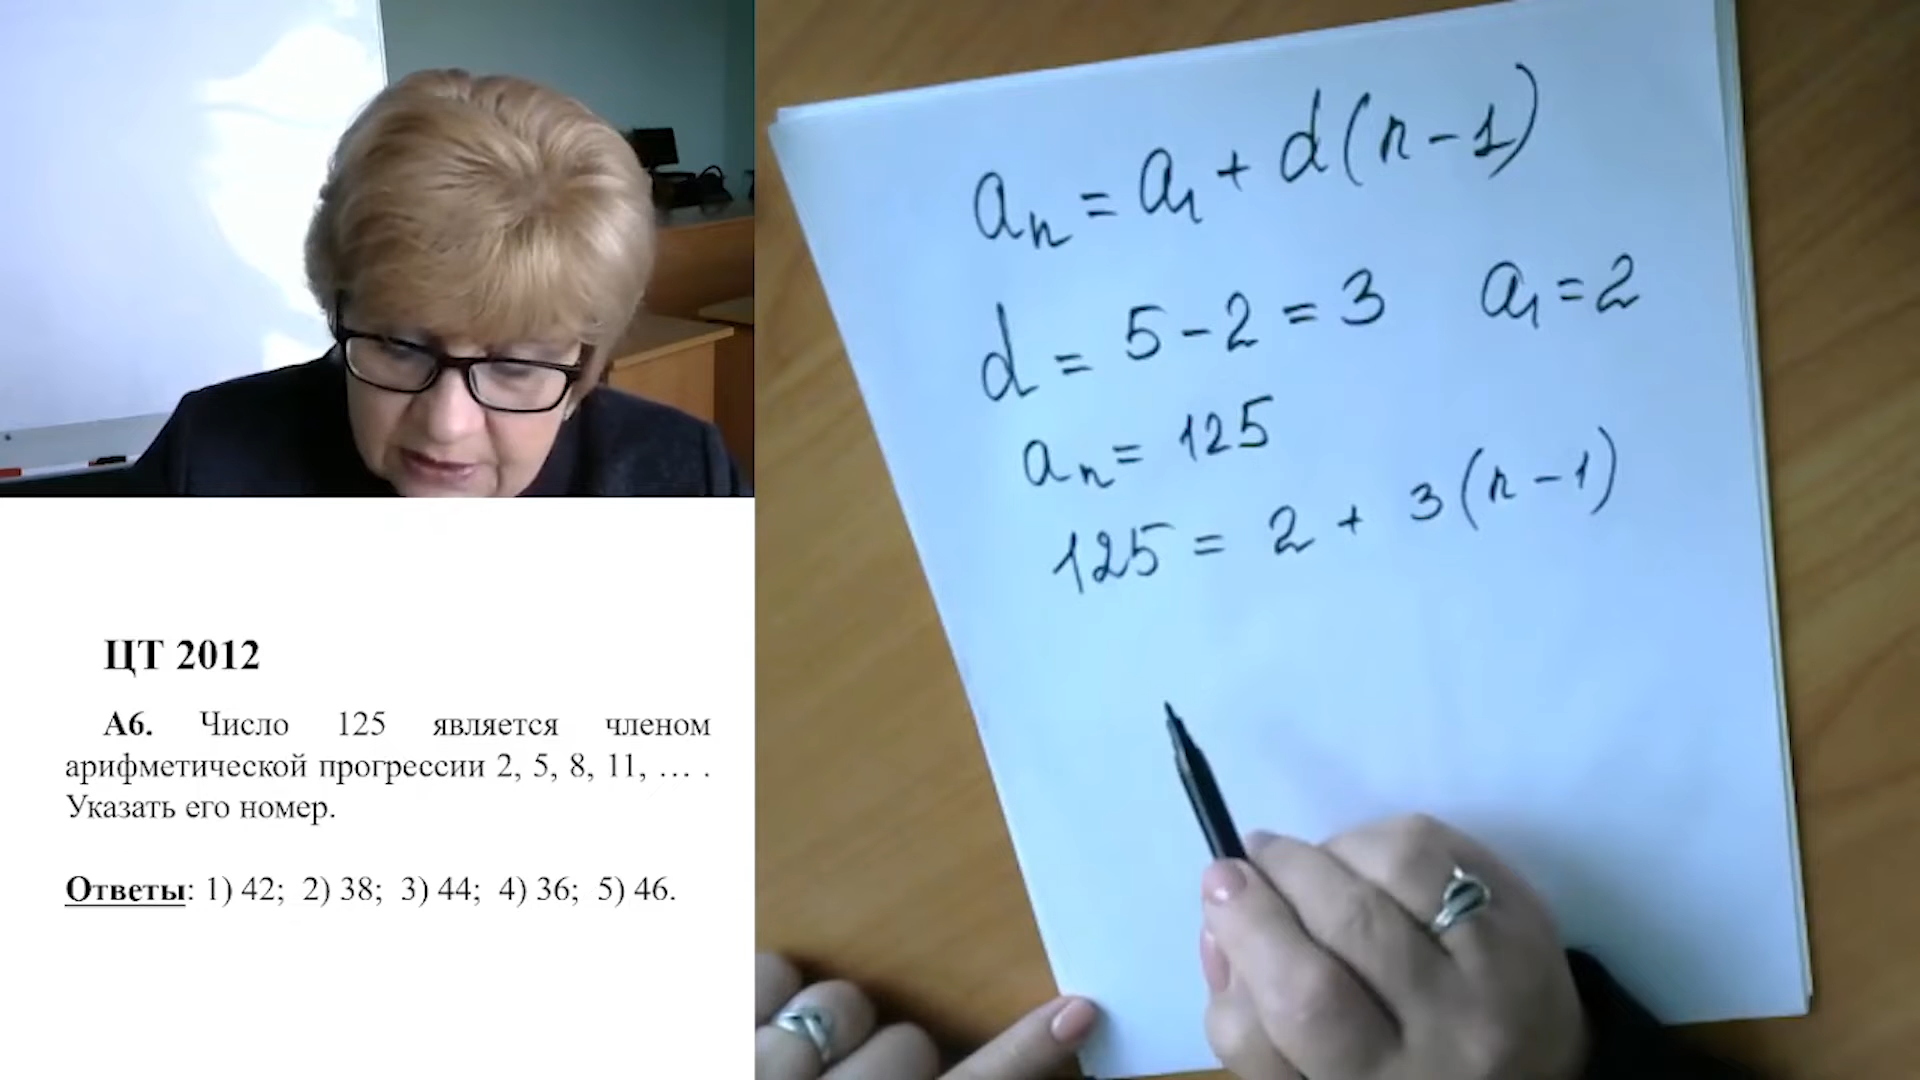 ЦТ 2012
А6. Число 125 является членом
арифметической прогрессии 2, 5, 8, 11, … .
Указать его номер.
Ответы: 1) 42; 2) 38; 3) 44; 4) 36; 5) 46.
aₙ = a₁ + d(n-1)
d = 5-2 = 3 a₁=2
aₙ = 125
125 = 2 + 3(n-1)